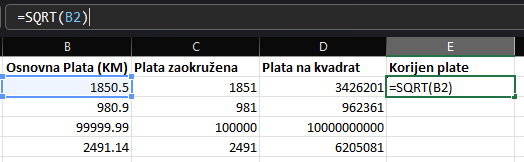 =SQRT(B2)
B C D E
Osnovna Plata (KM) Plata zaokružena Plata na kvadrat Korijen plate
1850.5 1851 3426201 =SQRT(B2)
980.9 981 962361
99999.99 100000 10000000000
2491.14 2491 6205081